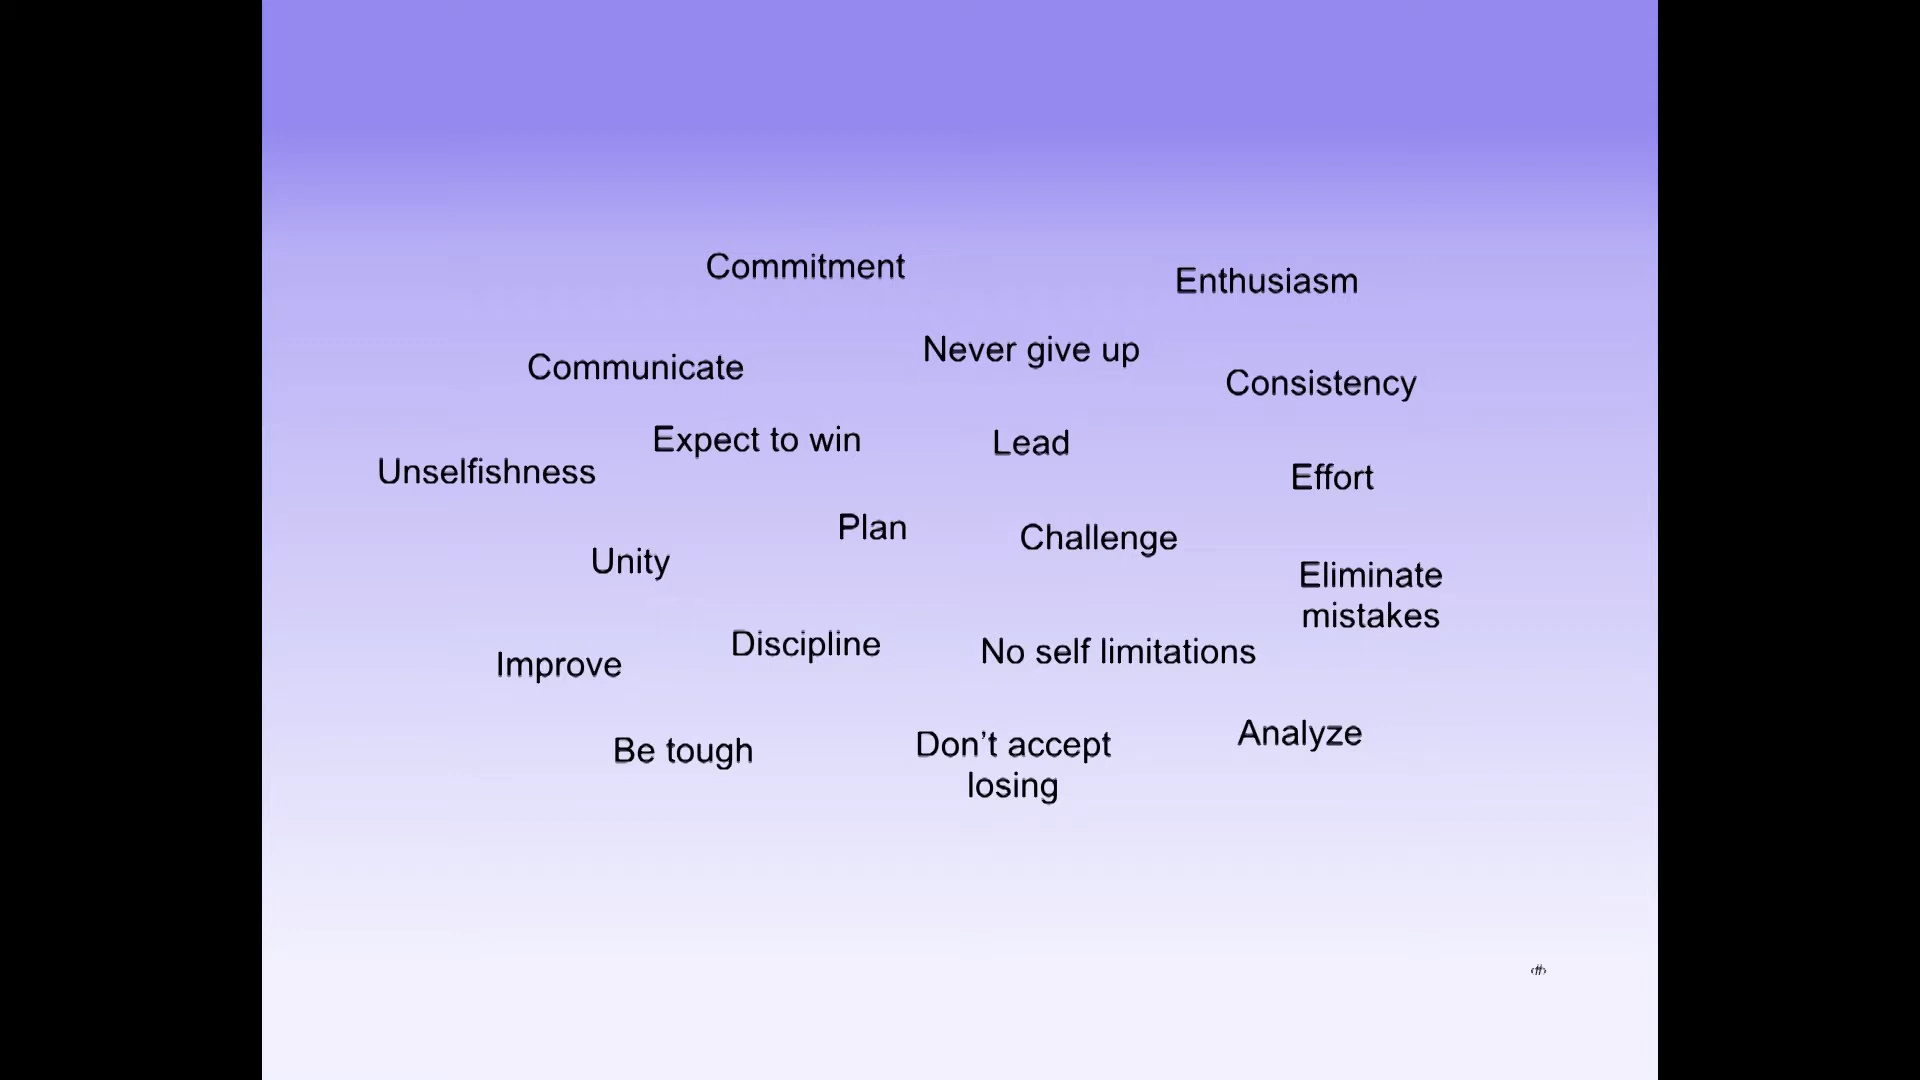 Commitment
Enthusiasm
Never give up
Communicate
Consistency
Expect to win
Lead
Unselfishness
Effort
Plan
Challenge
Unity
Eliminate
mistakes
Discipline
No self limitations
Improve
Analyze
Be tough
Don’t accept
losing
‹#›